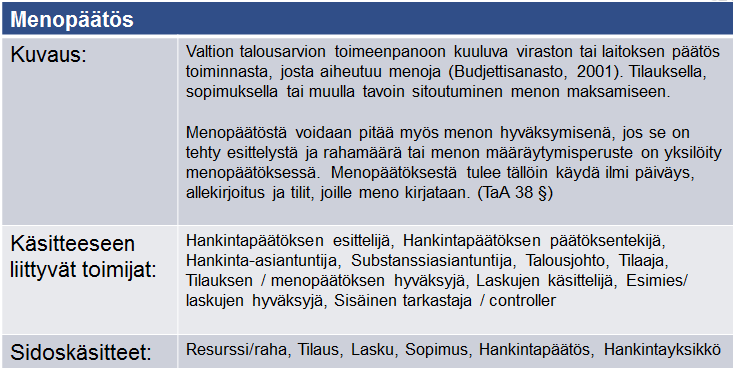 Menopäätös
Kuvaus:
Valtion talousarvion toimeenpanoon kuuluva viraston tai laitoksen päätös
toiminnasta, josta aiheutuu menoja (Budjettisanasto, 2001). Tilauksella,
sopimuksella tai muulla tavoin sitoutuminen menon maksamiseen.
Menopäätöstä voidaan pitää myös menon hyväksymisenä, jos se on
tehty esittelystä ja rahamäärä tai menon määräytymisperuste on yksilöity
menopäätöksessä. Menopäätöksestä tulee tällöin käydä ilmi päiväys,
allekirjoitus ja tilit, joille meno kirjataan. (TaA 38 §)
Käsitteeseen
liittyvät toimijat:
Hankintapäätöksen esittelijä, Hankintapäätöksen päätöksentekijä,
Hankinta-asiantuntija, Substanssiasiantuntija, Talousjohto, Tilaaja,
Tilauksen / menopäätöksen hyväksyjä, Laskujen käsittelijä, Esimies/
laskujen hyväksyjä, Sisäinen tarkastaja / controller
Sidoskäsitteet:
Resurssi/raha, Tilaus, Lasku, Sopimus, Hankintapäätös, Hankintayksikkö